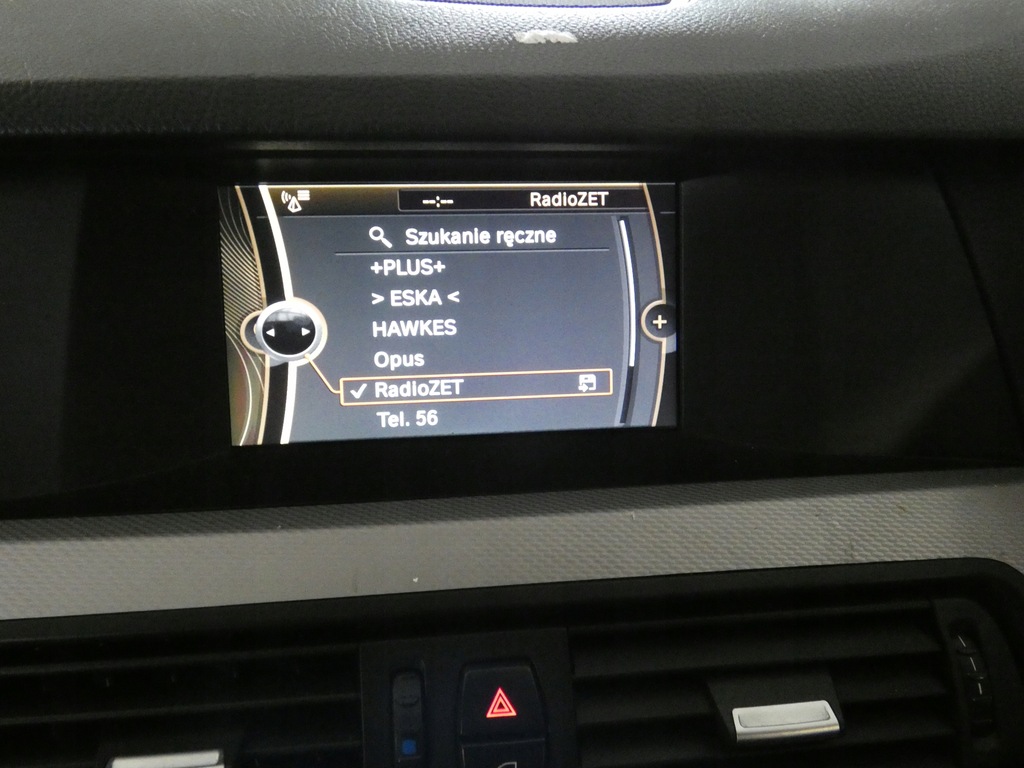 --:-- RadioZET
Szukanie ręczne
+PLUS+
> ESKA <
HAWKES
Opus
RadioZET
Tel. 56